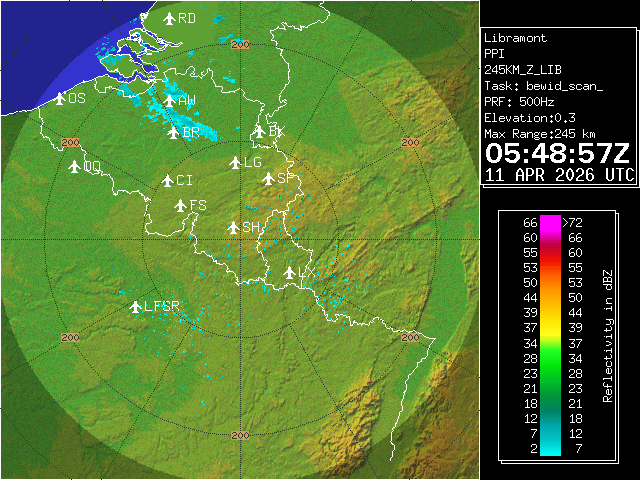 RD
200
OS
AW
BR
BK
200
QQ
LG
200
CI
SP
FS
SH
LX
LFSR
200
200
200
Libramont
PPI
245KM_Z_LIB
Task: bewid_scan_
PRF: 500Hz
Elevation:0.3
Max Range:245 km
05:48:57Z
11 APR 2026 UTC
66 >72
60 66
55 60
53 55
50 53
44 50
39 44
37 39
34 37
28 34
23 28
21 23
18 21
12 18
7 12
2 7
Reflectivity in dBZ